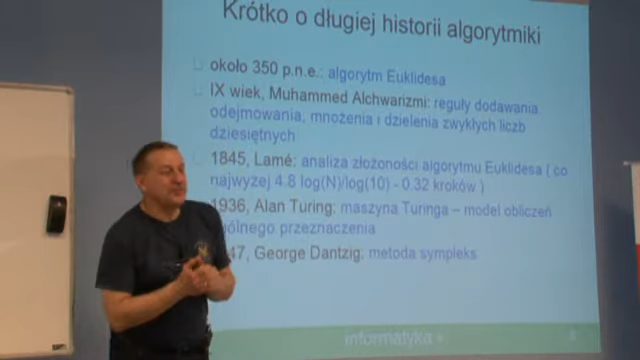 Krótko o długiej historii algorytmiki
około 350 p.n.e.: algorytm Euklidesa
IX wiek, Muhammed Alchwarizmi: reguły dodawania
odejmowania, mnożenia i dzielenia zwykłych liczb
dziesiętnych
1845, Lamé: analiza złożoności algorytmu Euklidesa ( co
najwyżej 4.8 log(N)/log(10) - 0.32 kroków )
1936, Alan Turing: maszyna Turinga – model obliczeń
ólnego przeznaczenia
47, George Dantzig: metoda sympleks
informatyka +